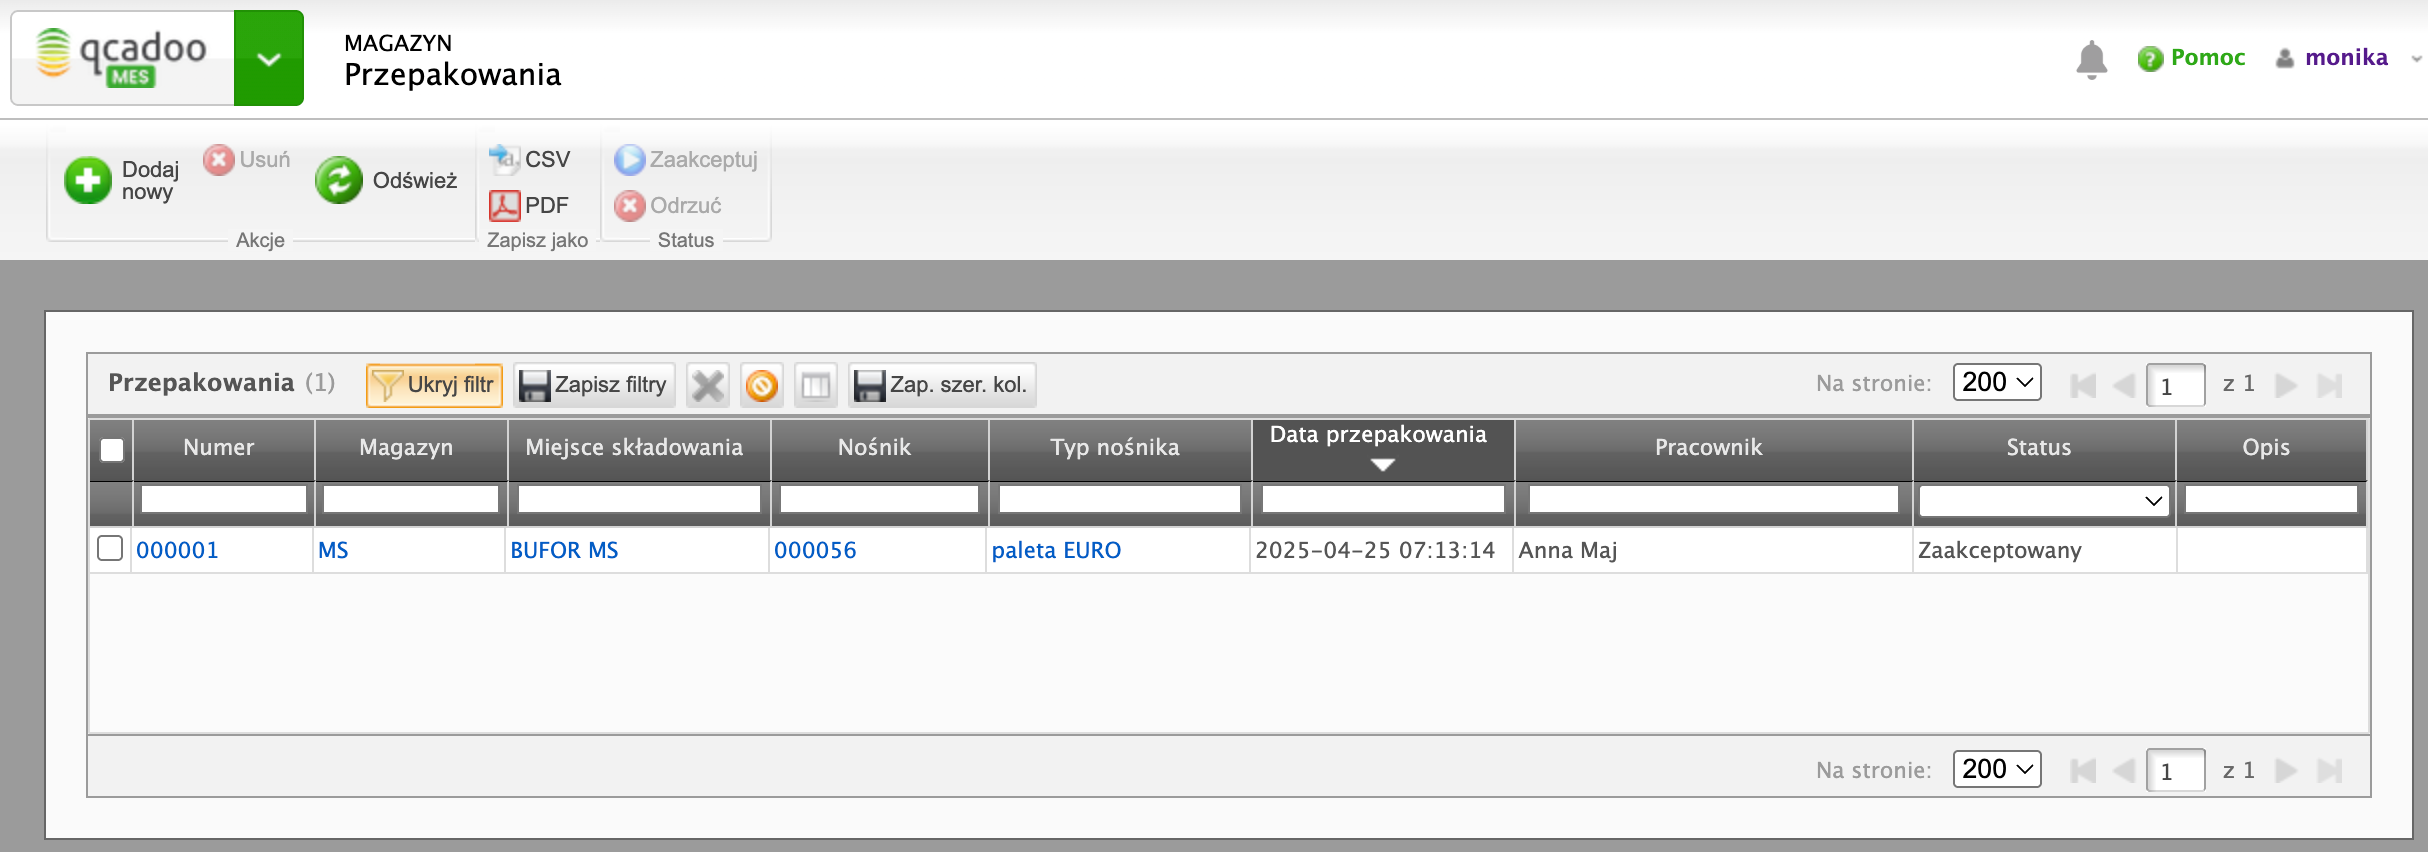 qcadoo
MES
MAGAZYN
Przepakowania
Pomoc
monika
Dodaj
nowy
Usuń
Odśwież
Akcje
CSV
PDF
Zapisz jako
Zaakceptuj
Odrzuć
Status
Przepakowania (1) Ukryj filtr Zapisz filtry Zap. szer. kol. Na stronie: 200 1 z 1
Numer Magazyn Miejsce składowania Nośnik Typ nośnika Data przepakowania Pracownik Status Opis
000001 MS BUFOR MS 000056 paleta EURO 2025-04-25 07:13:14 Anna Maj Zaakceptowany
Na stronie: 200 1 z 1